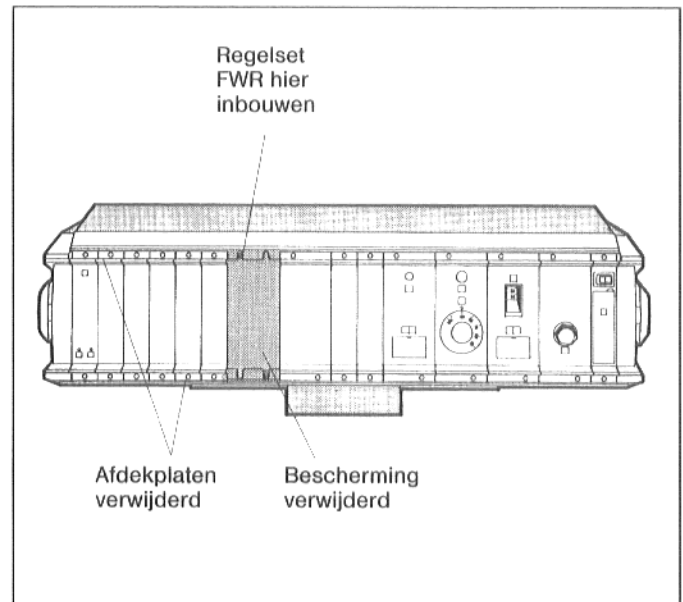 Regelset
FWR hier
inbouwen
Afdekplaten
verwijderd
Bescherming
verwijderd